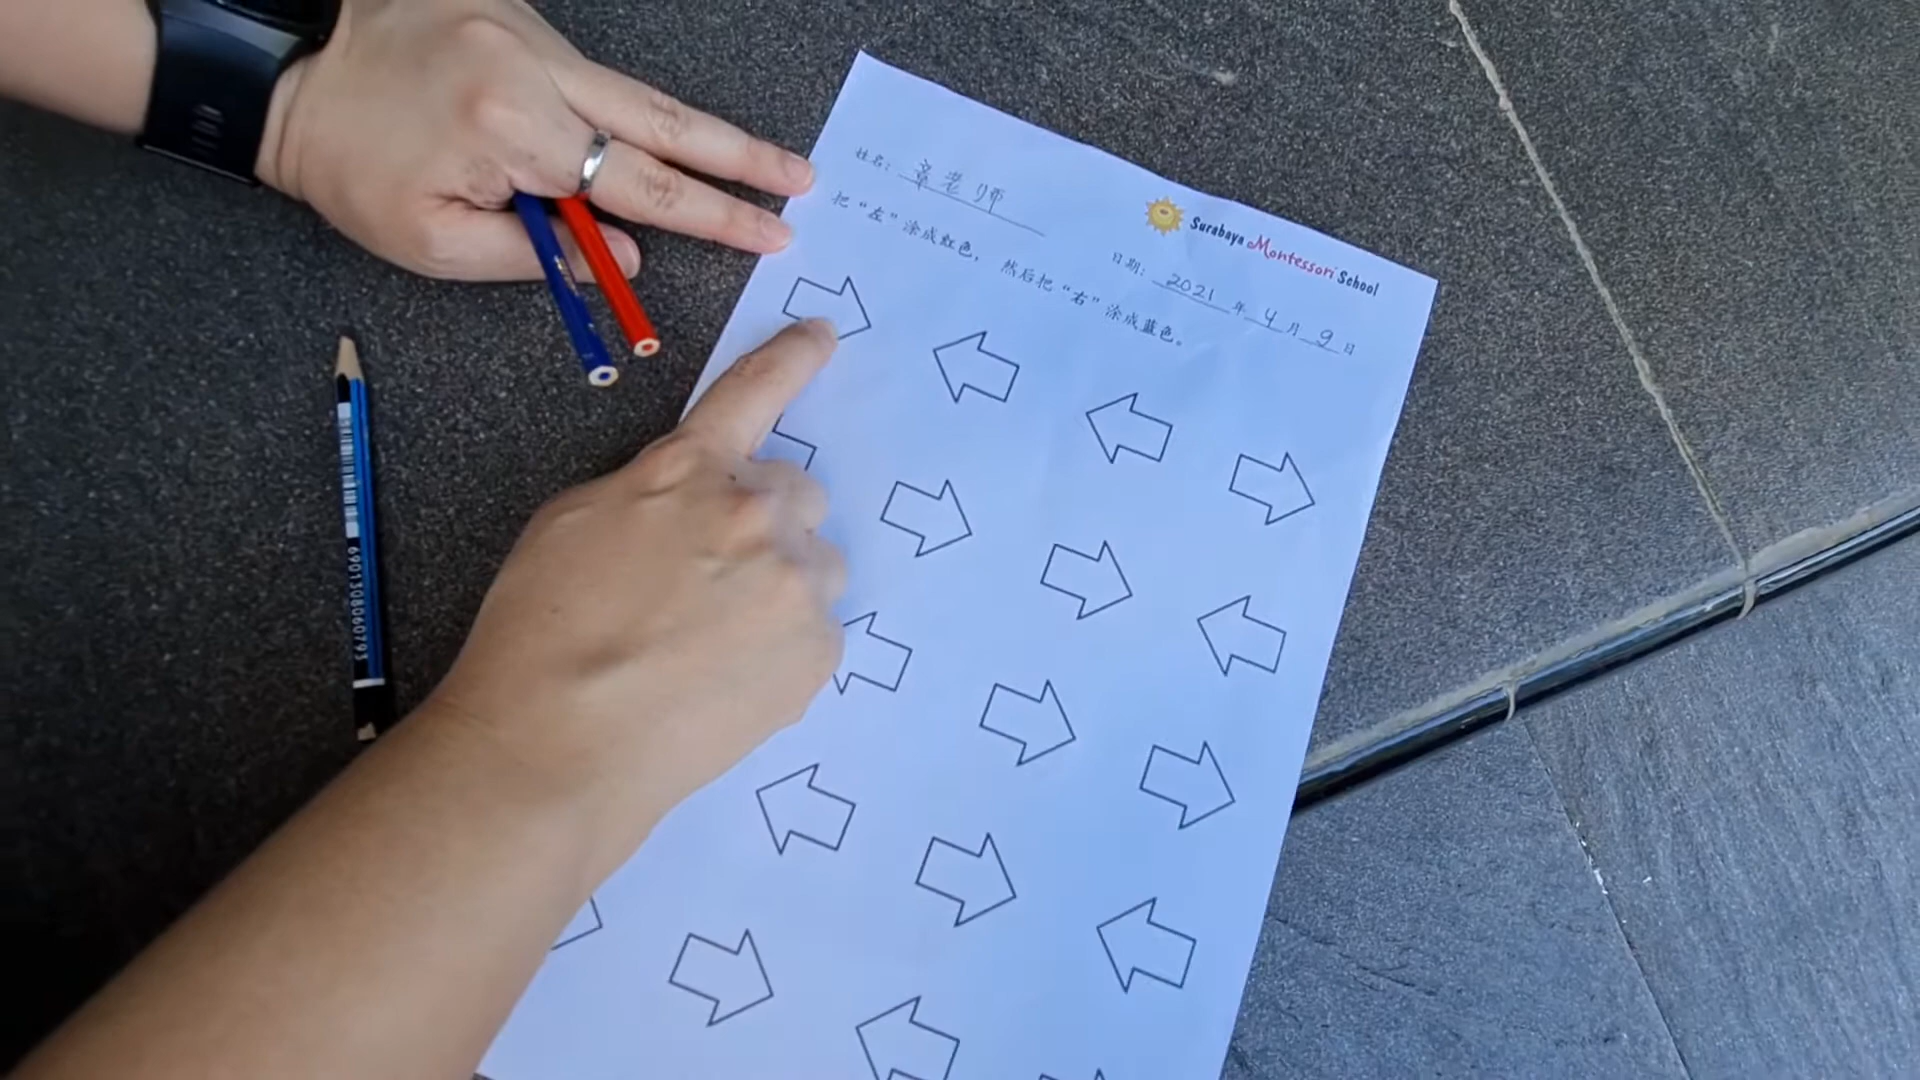 姓名: 章老师
Surabaya Montessori School
日期: 2021 年 4 月 9 日
把“左”涂成红色，然后把“右”涂成蓝色。
6901308060793